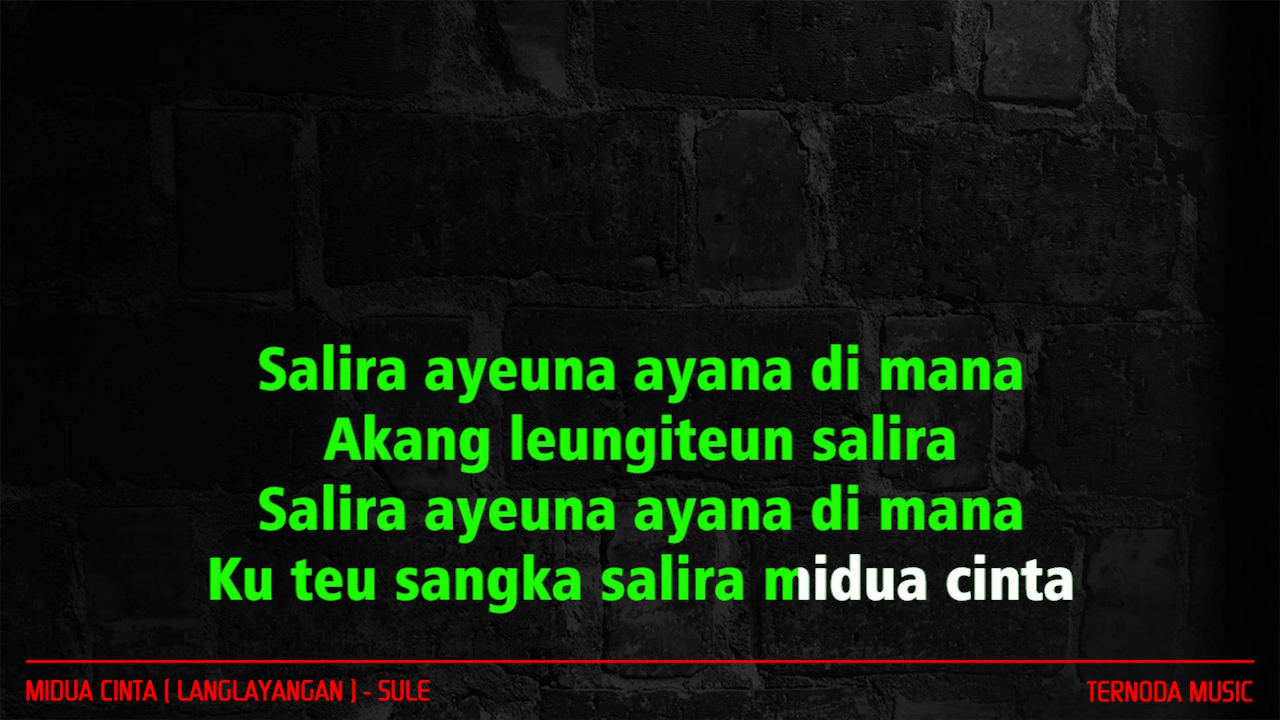 Salira ayeuna ayana di mana
Akang leungiteun salira
Salira ayeuna ayana di mana
Ku teu sangka salira midua cinta
MIDUA CINTA ( LANGLAYANGAN ) - SULE
TERNODA MUSIC